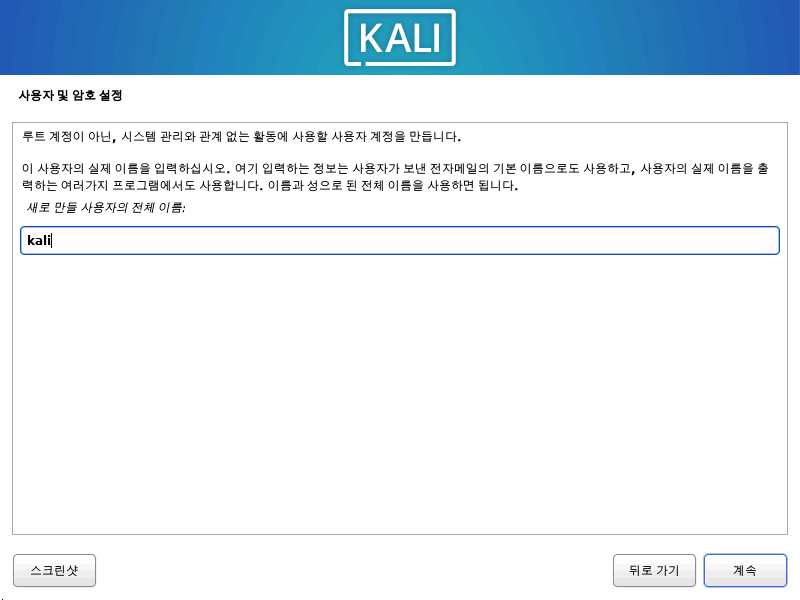 KALI
사용자 및 암호 설정
루트 계정이 아닌, 시스템 관리와 관계 없는 활동에 사용할 사용자 계정을 만듭니다.
이 사용자의 실제 이름을 입력하십시오. 여기 입력하는 정보는 사용자가 보낸 전자메일의 기본 이름으로도 사용하고, 사용자의 실제 이름을 출
력하는 여러가지 프로그램에서도 사용합니다. 이름과 성으로 된 전체 이름을 사용하면 됩니다.
새로 만들 사용자의 전체 이름:
kali
스크린샷 뒤로 가기 계속